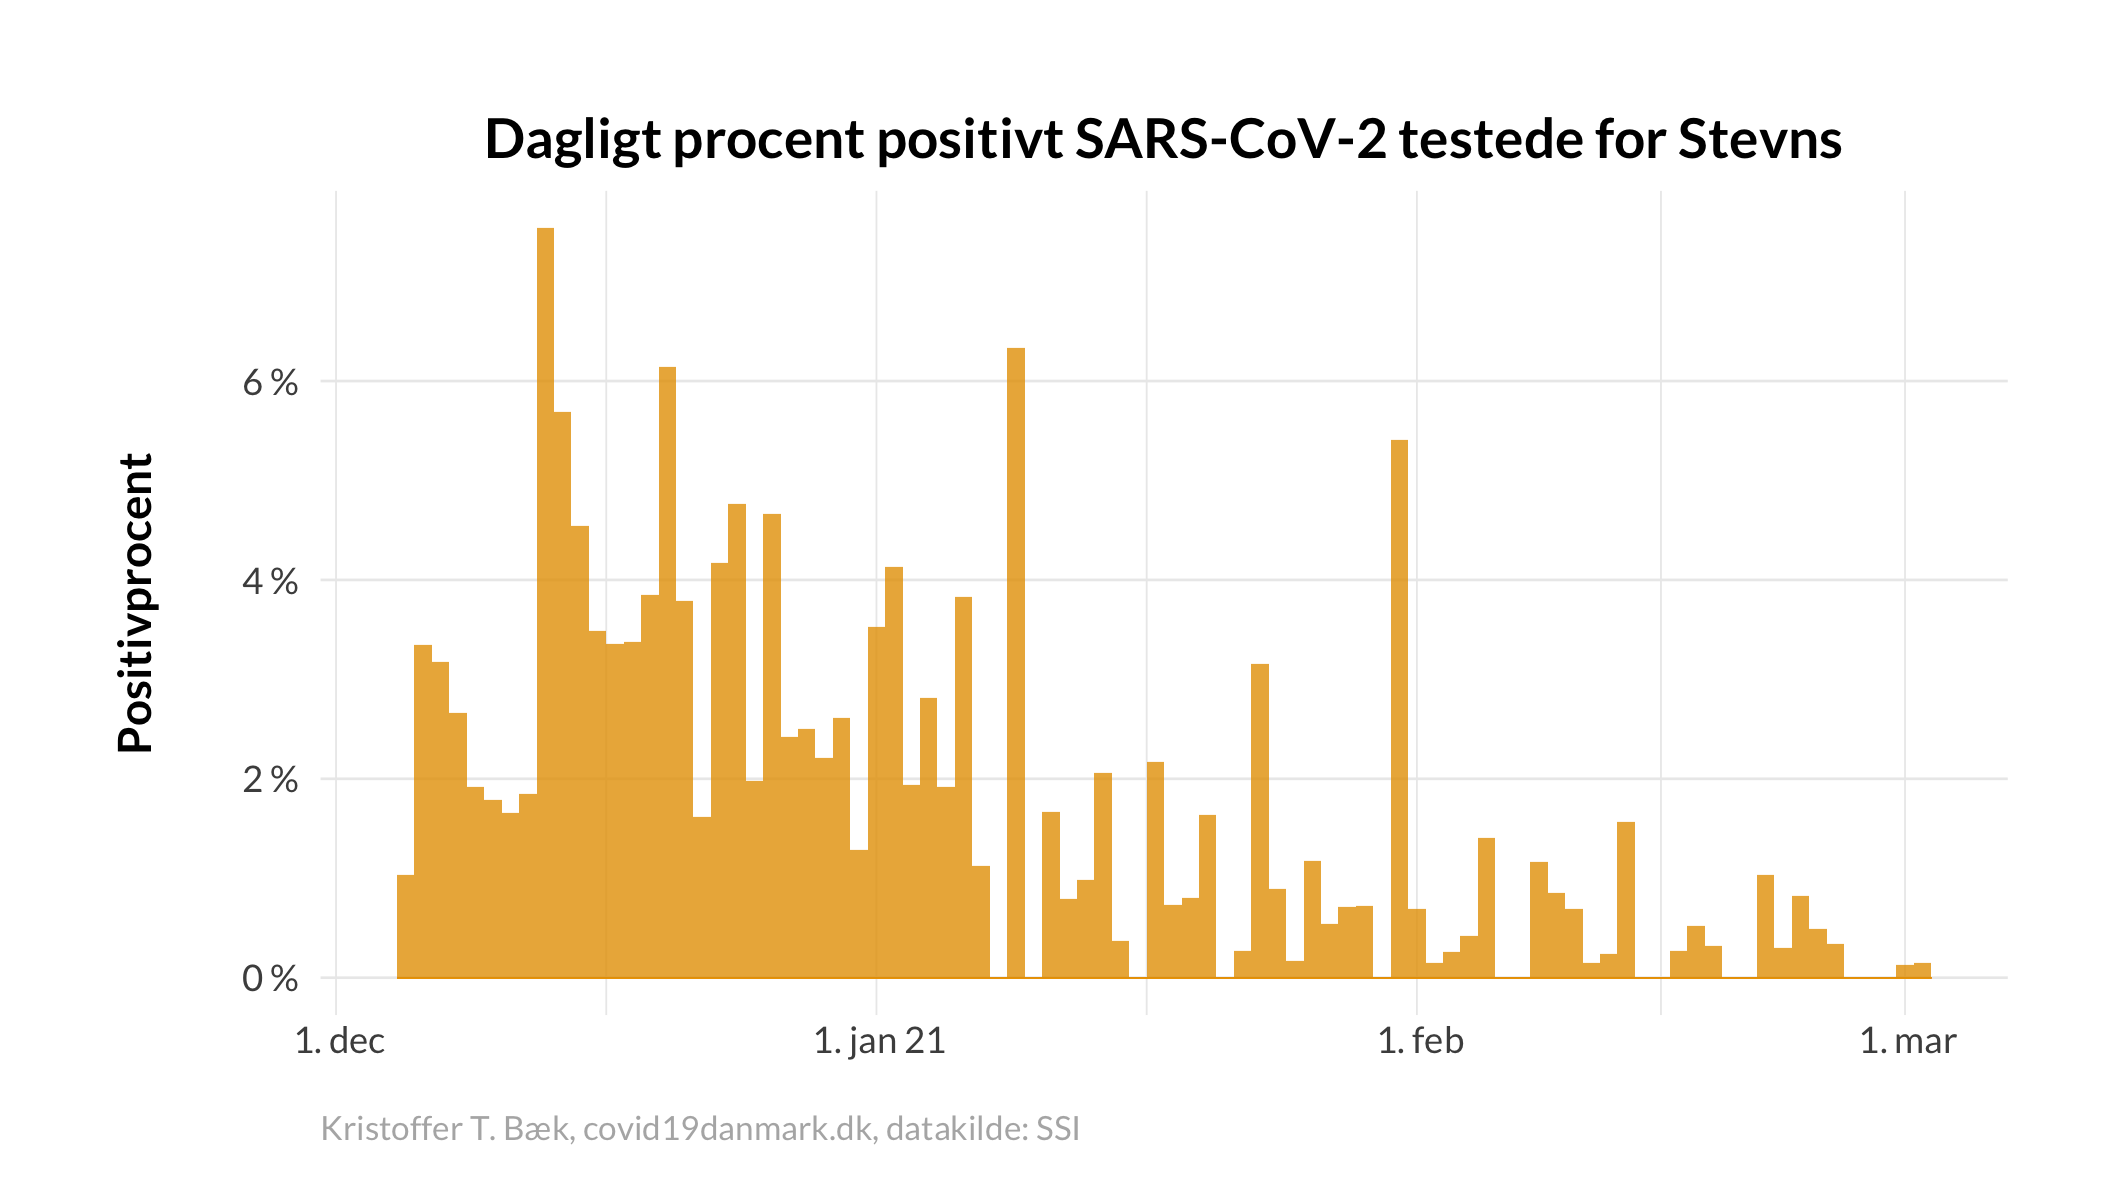 Dagligt procent positivt SARS-CoV-2 testede for Stevns
Positivprocent
6 %
4 %
2 %
0 %
1. dec
1. jan 21
1. feb
1. mar
Kristoffer T. Bæk, covid19danmark.dk, datakilde: SSI